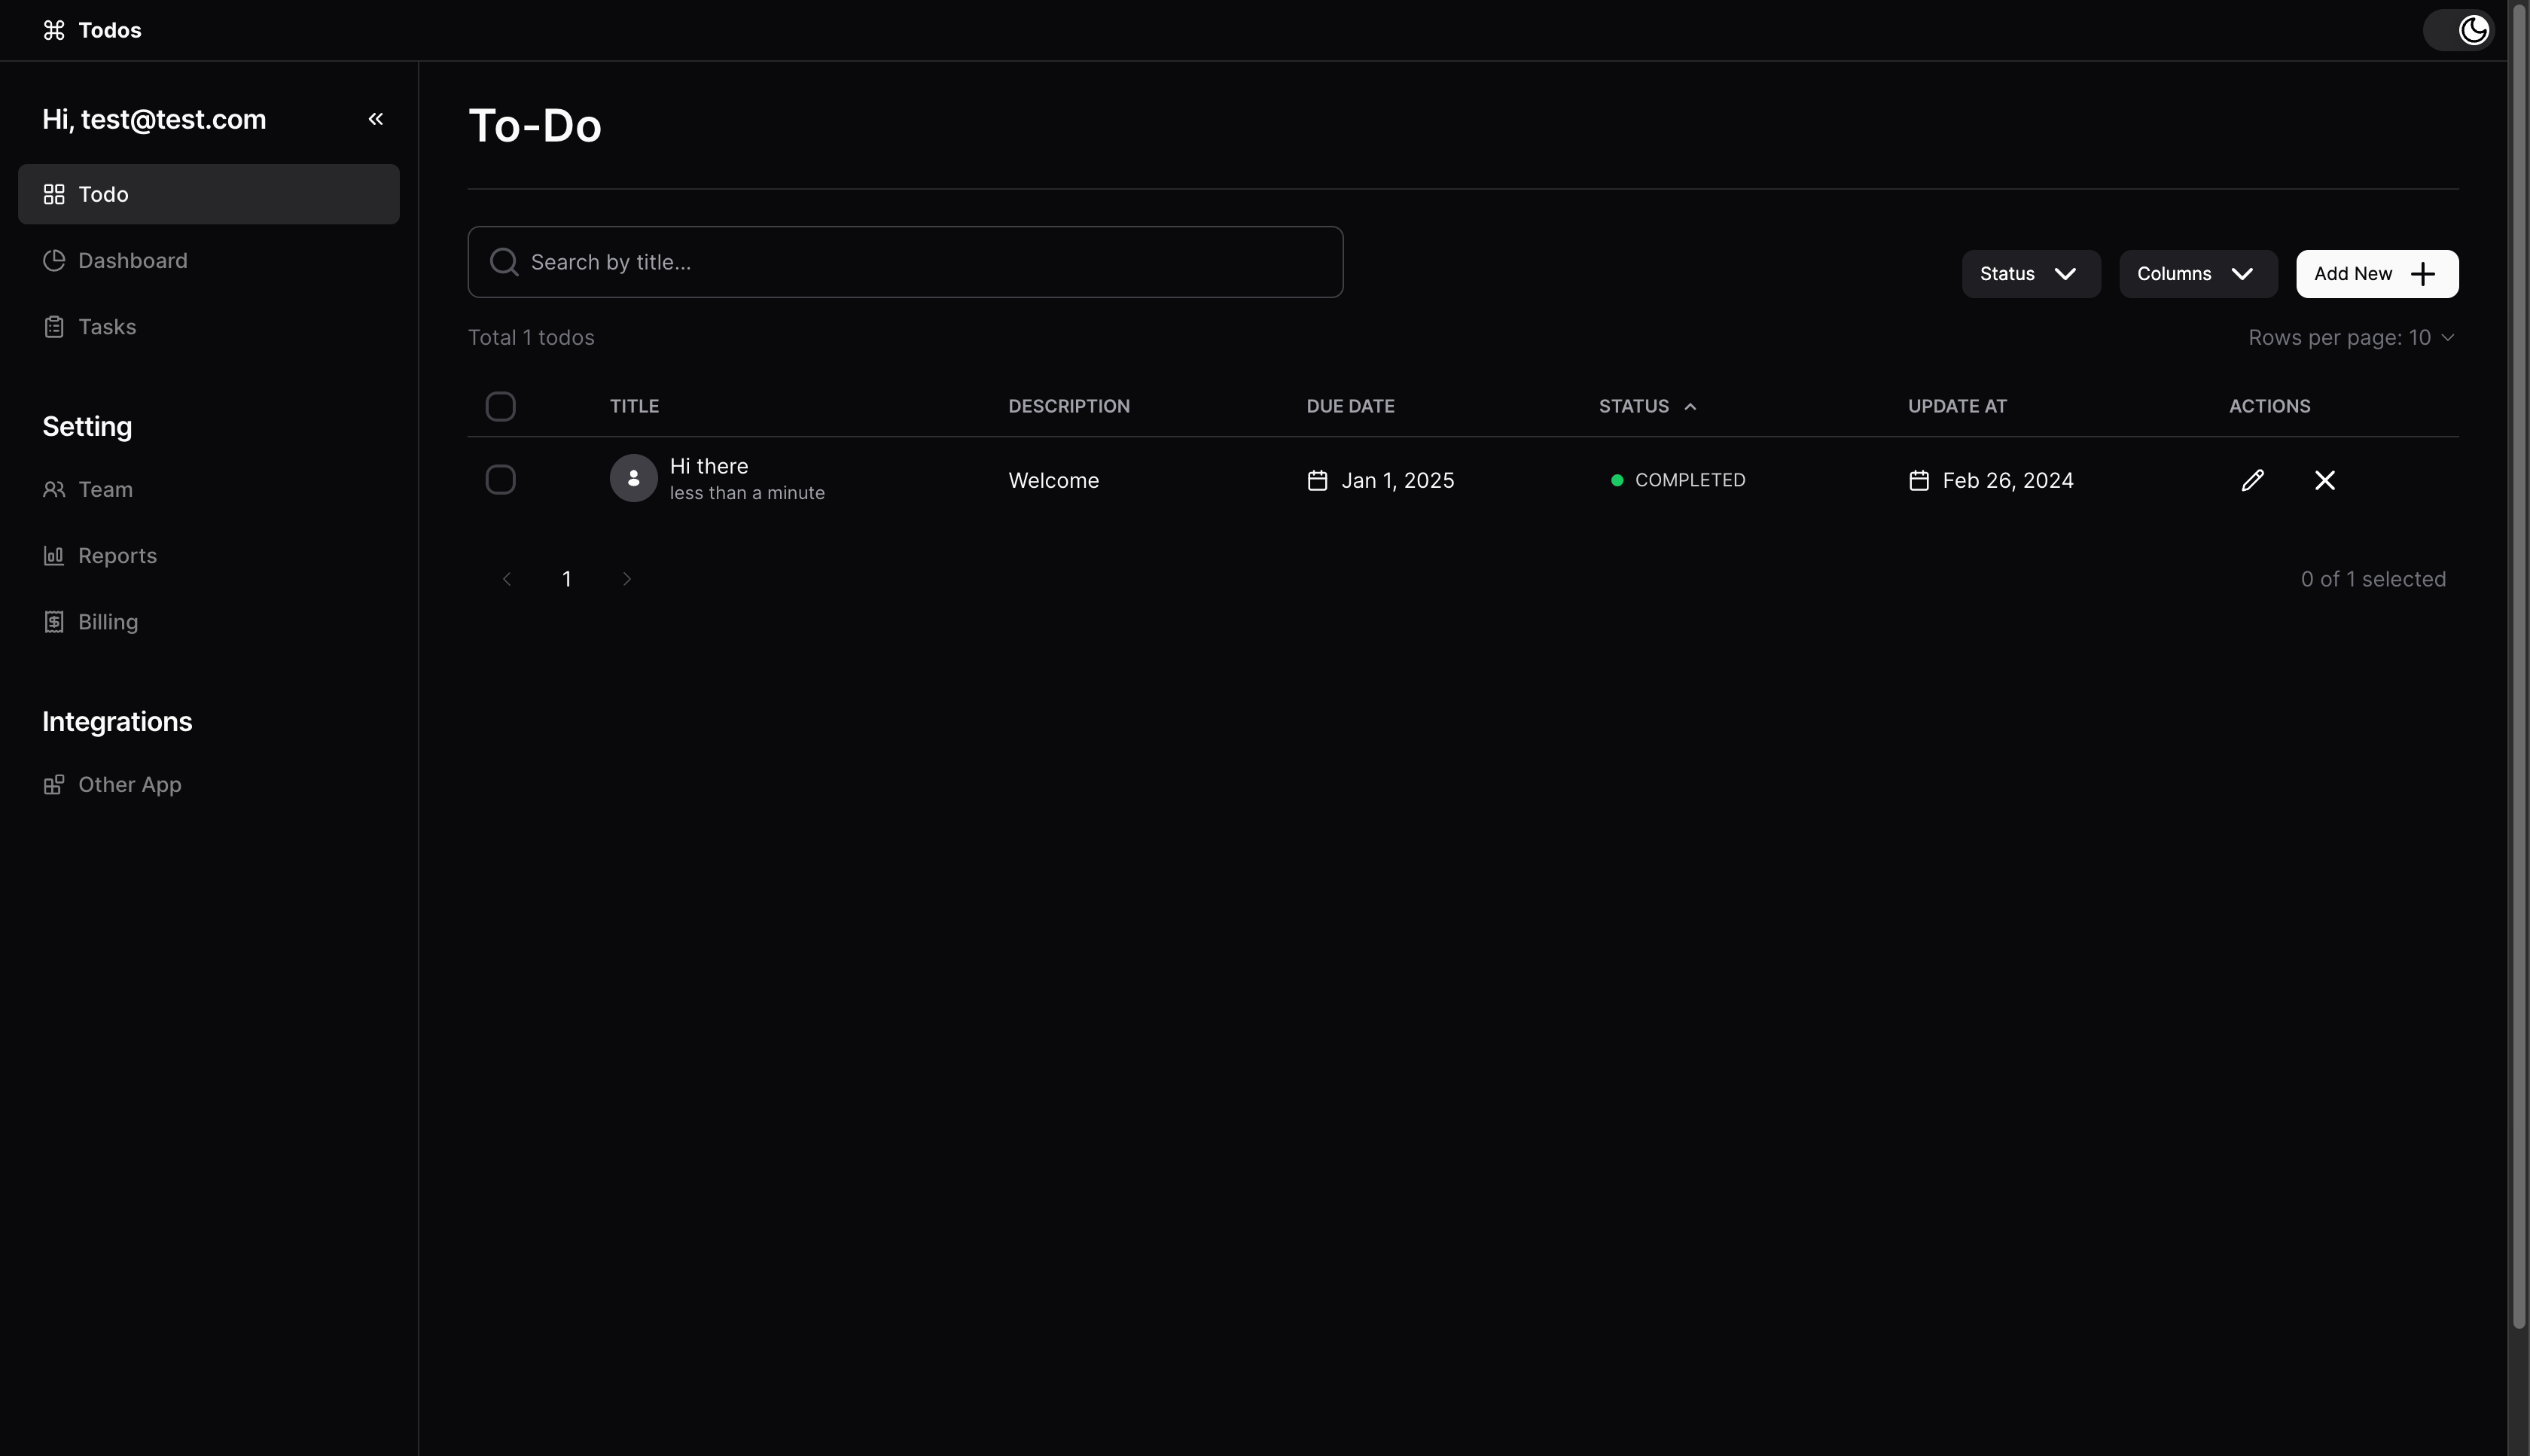 Todos
Hi, test@test.com
Todo
Dashboard
Tasks
Setting
Team
Reports
Billing
Integrations
Other App
To-Do
Search by title...
Status
Columns
Add New
Total 1 todos
Rows per page: 10
TITLE DESCRIPTION DUE DATE STATUS UPDATE AT ACTIONS
Hi there
less than a minute
Welcome
Jan 1, 2025
COMPLETED
Feb 26, 2024
1
0 of 1 selected